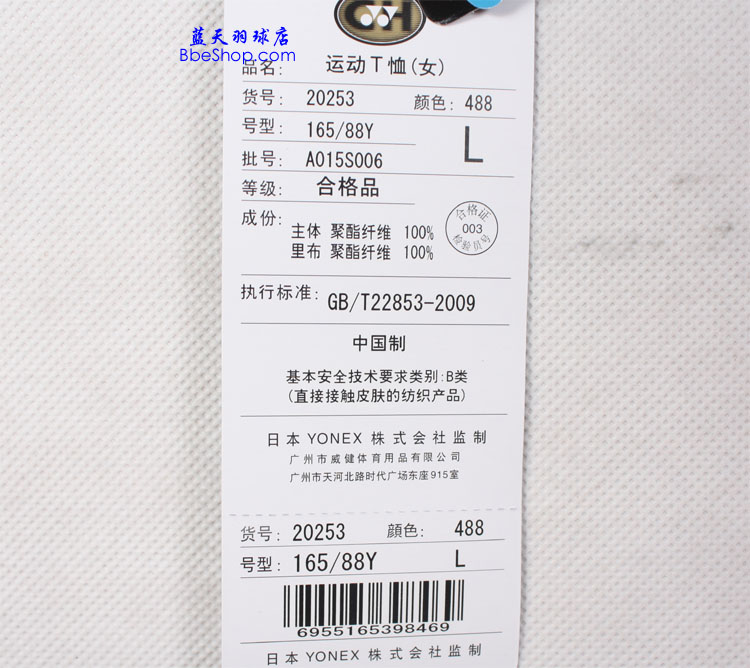 蓝天羽球店
BbeShop.com
品名: 运动T恤(女)
货号: 20253 颜色: 488
号型: 165/88Y L
批号: A015S006
等级: 合格品
成份: 主体 聚酯纤维 100%
里布 聚酯纤维 100%
合格证
003
检验员号
执行标准: GB/T22853-2009
中国制
基本安全技术要求类别:B类
(直接接触皮肤的纺织产品)
日本 YONEX 株式会社监制
广州市威健体育用品有限公司
广州市天河北路时代广场东座915室
货号: 20253 颜色: 488
号型: 165/88Y L
6955165398469
日本 YONEX 株式会社监制